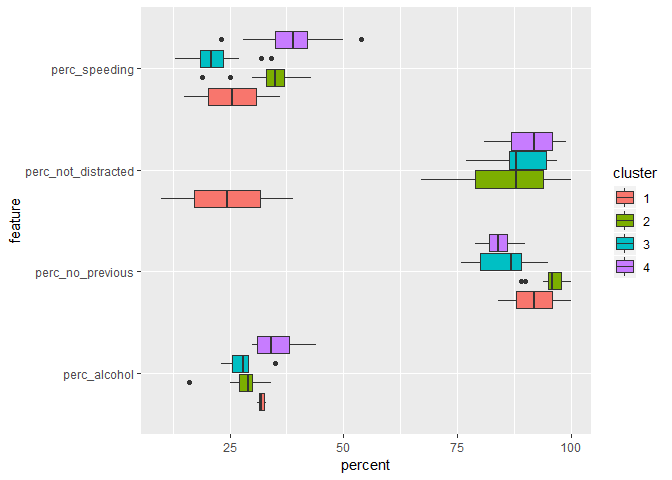 perc_speeding
perc_not_distracted
perc_no_previous
perc_alcohol
feature
25 50 75 100
percent
cluster
1
2
3
4